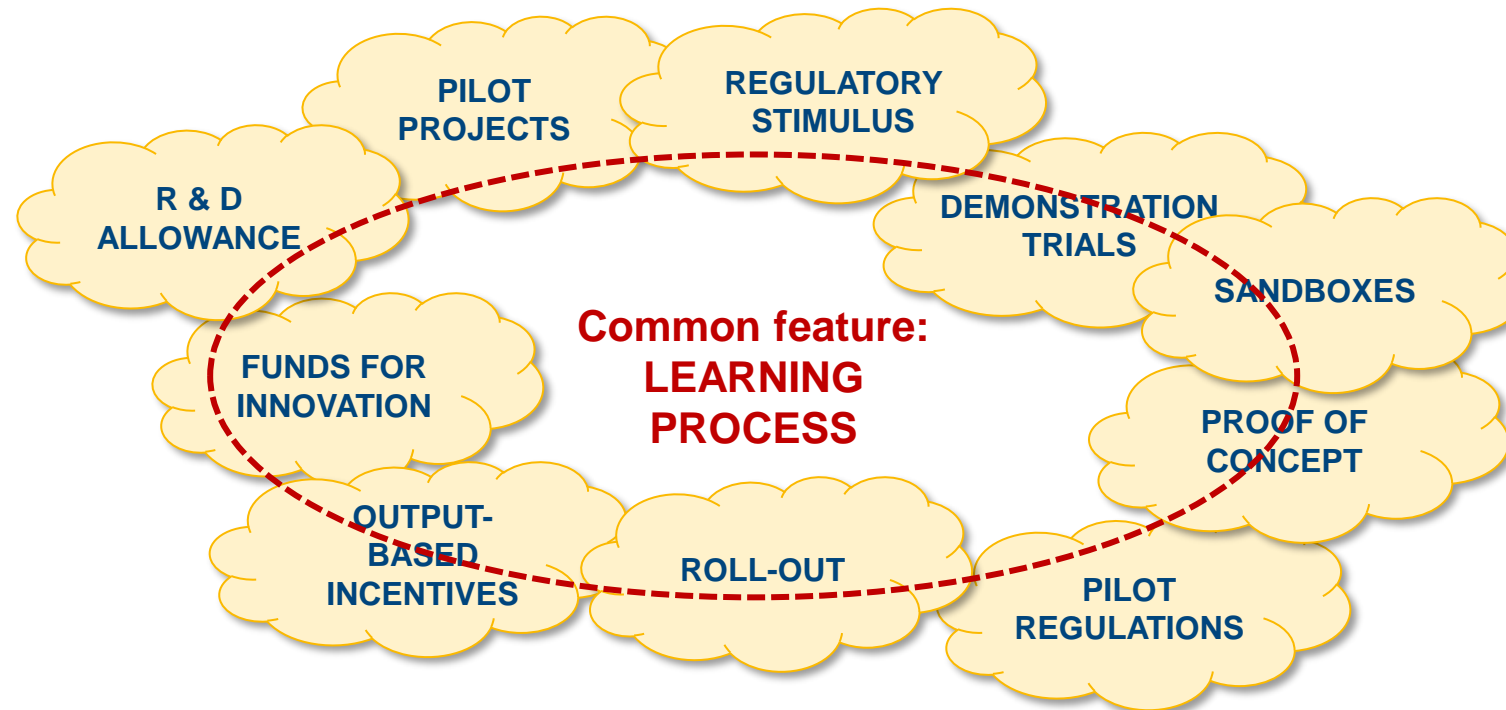 PILOT
PROJECTS
REGULATORY
STIMULUS
R & D
ALLOWANCE
DEMONSTRATION
TRIALS
SANDBOXES
Common feature:
LEARNING
PROCESS
FUNDS FOR
INNOVATION
PROOF OF
CONCEPT
OUTPUT-
BASED
INCENTIVES
ROLL-OUT
PILOT
REGULATIONS